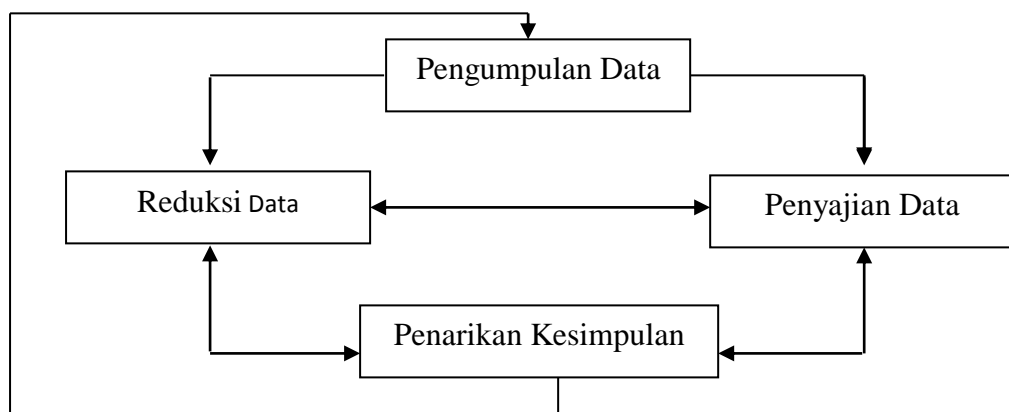 Pengumpulan Data
Reduksi Data
Penyajian Data
Penarikan Kesimpulan